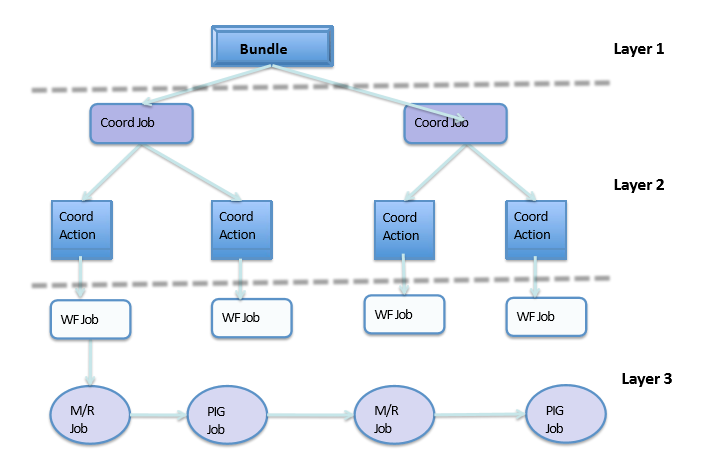 Bundle
Layer 1
Coord Job
Coord Job
Layer 2
Coord
Action
Coord
Action
Coord
Action
Coord
Action
WF Job
WF Job
WF Job
WF Job
Layer 3
M/R
Job
PIG
Job
M/R
Job
PIG
Job